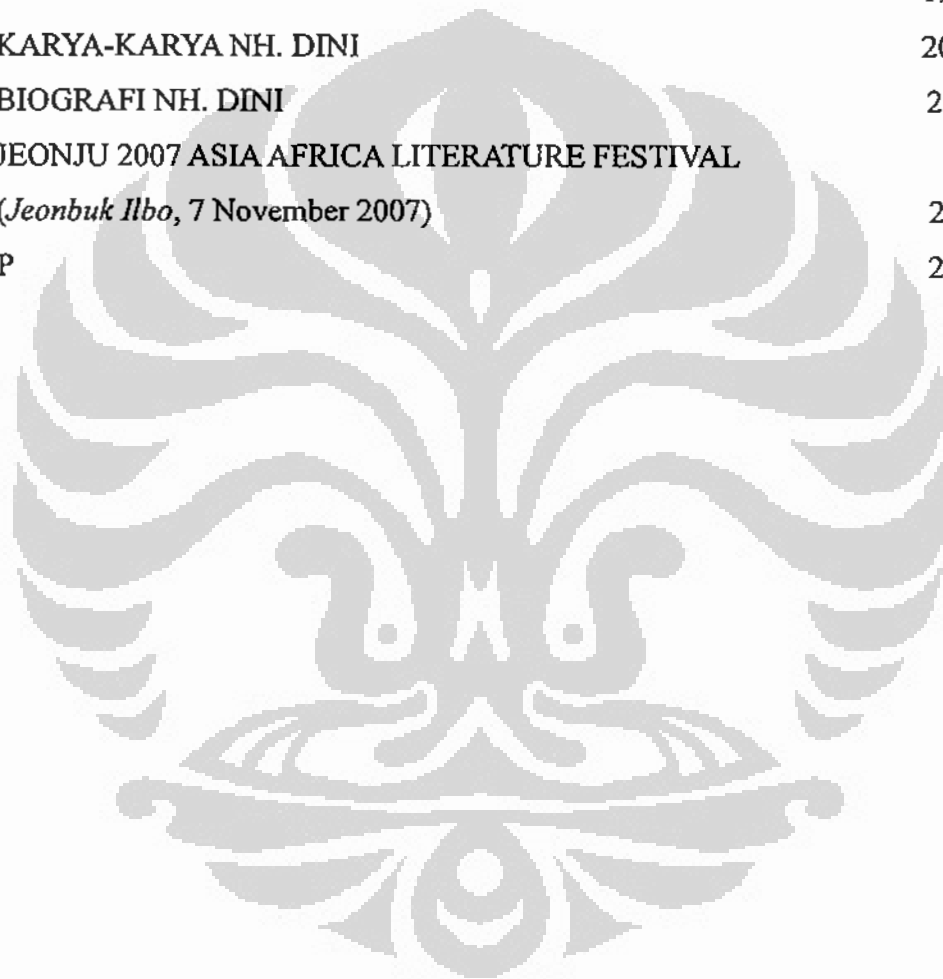 KARYA-KARYA NH. DINI
BIOGRAFI NH. DINI
JEONJU 2007 ASIA AFRICA LITERATURE FESTIVAL
(Jeonbuk Ilbo, 7 November 2007)